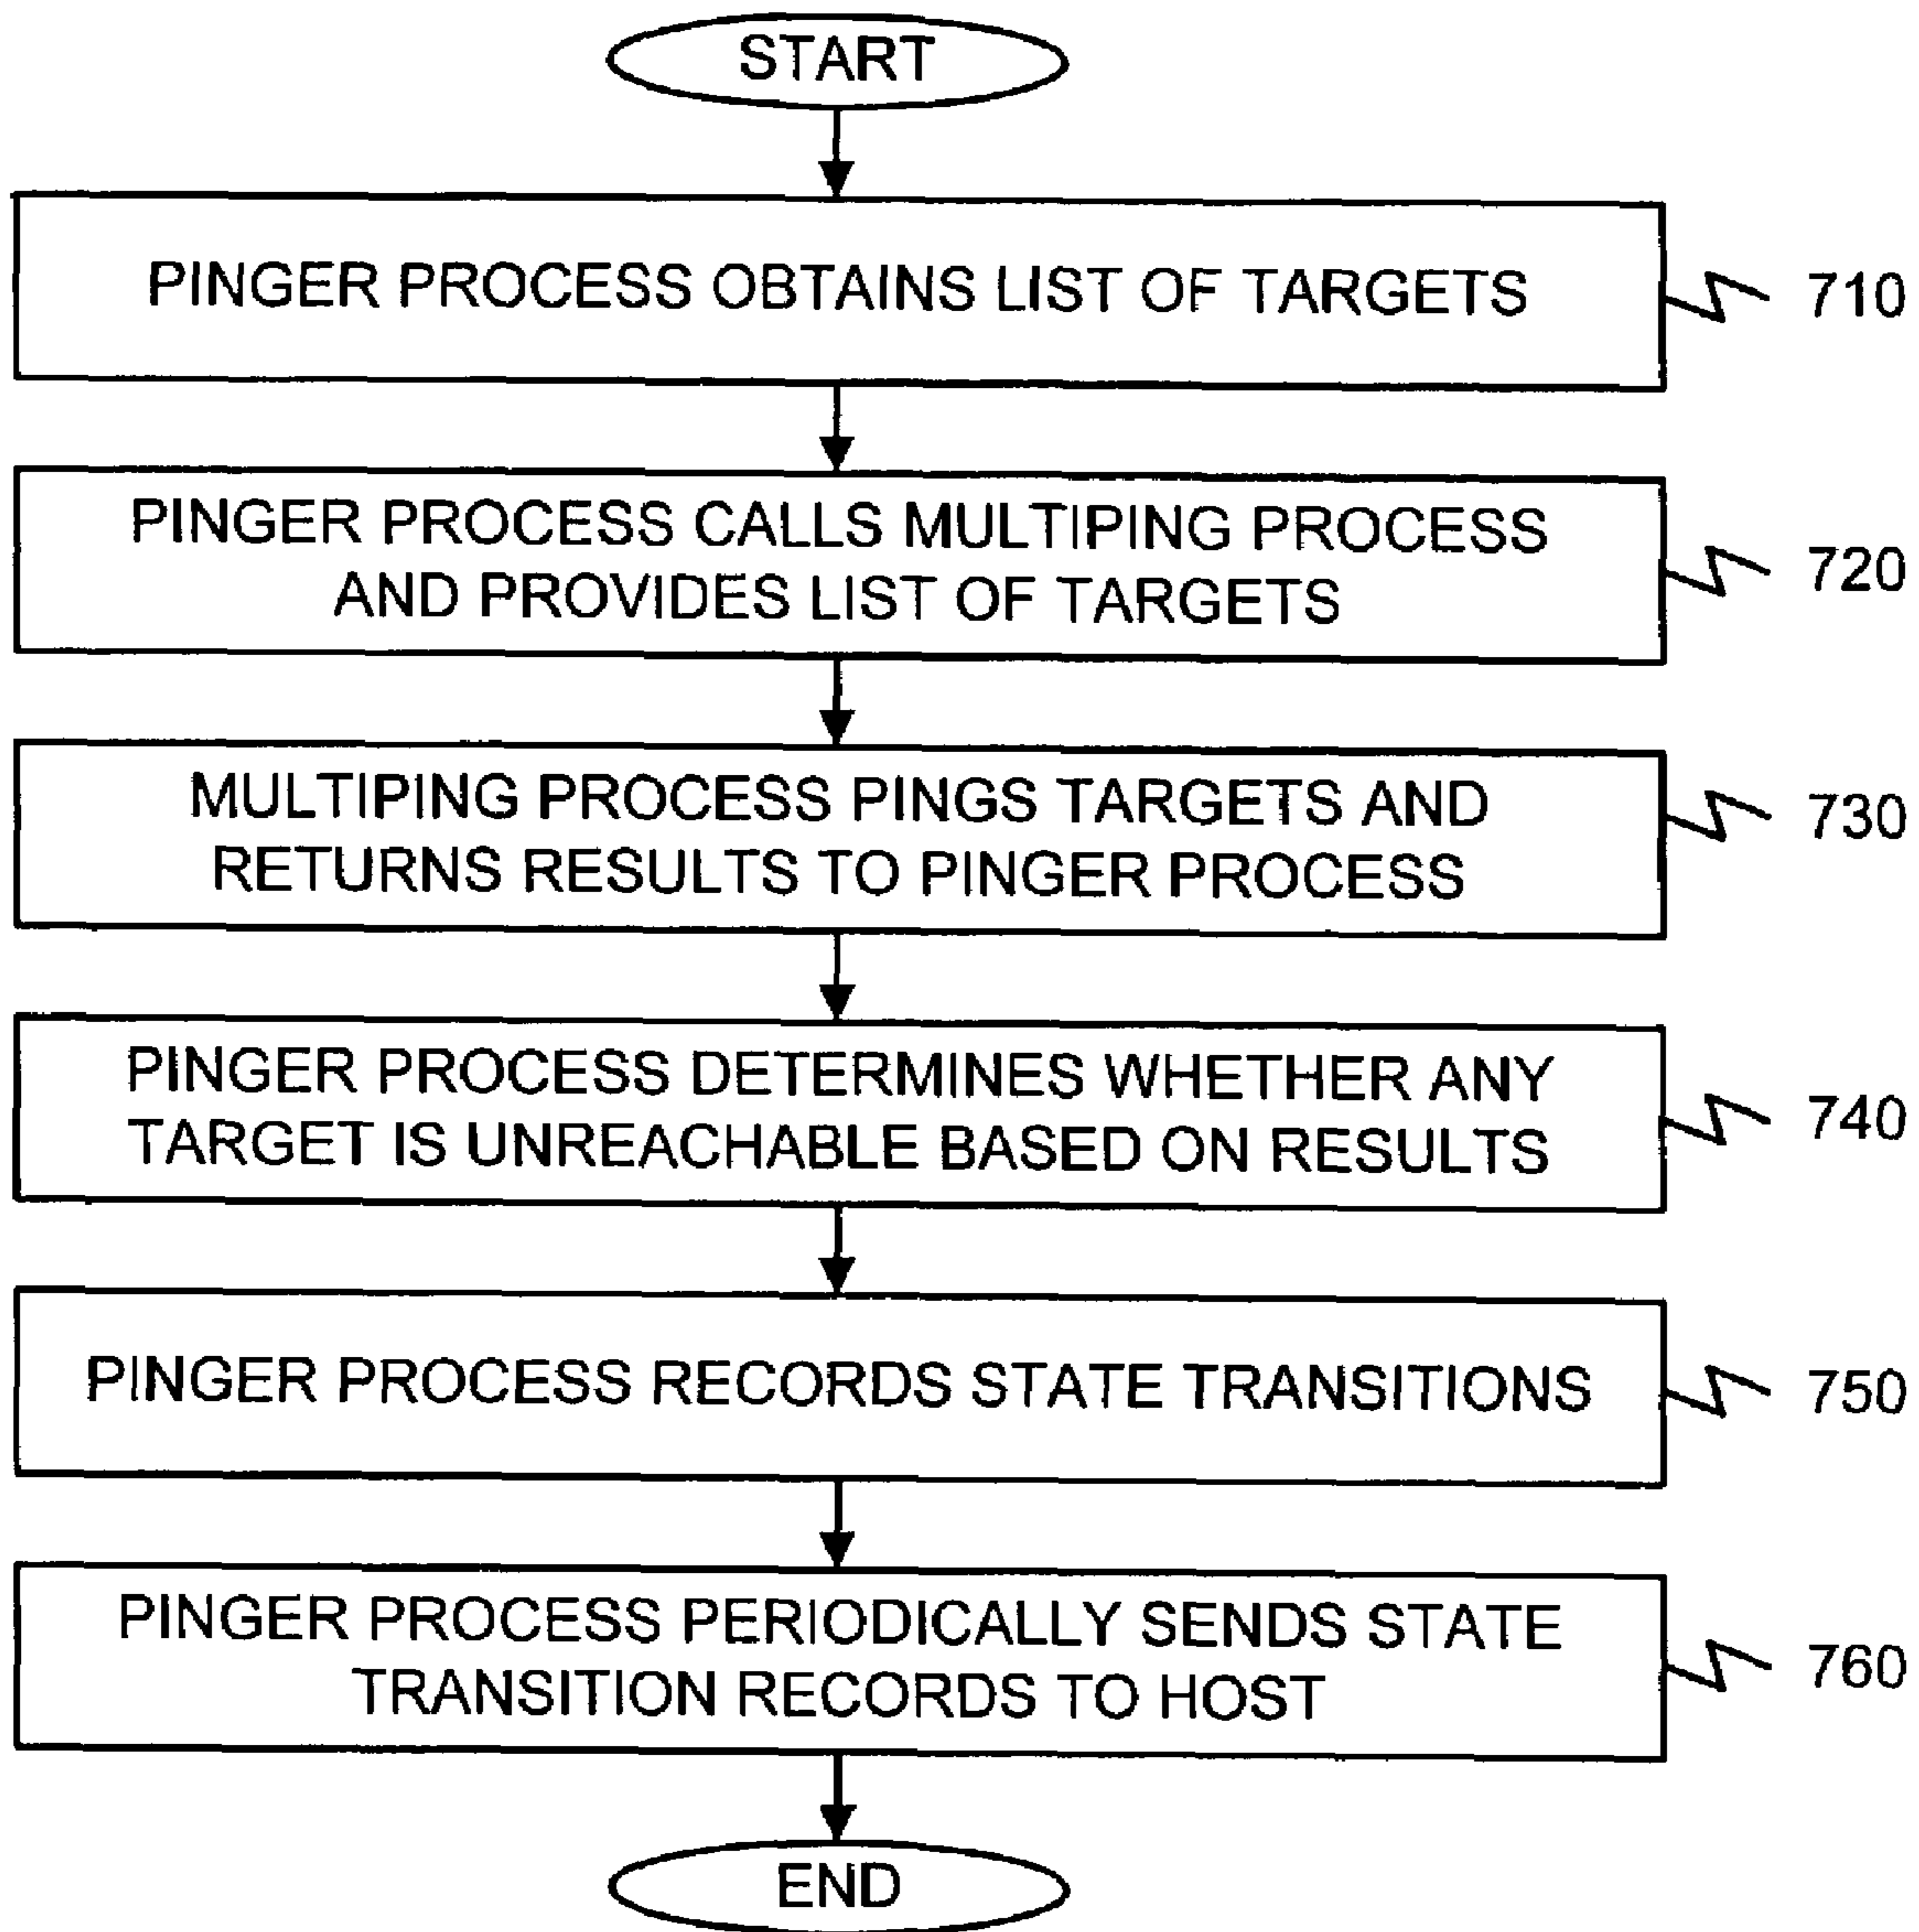 START
PINGER PROCESS OBTAINS LIST OF TARGETS
710
PINGER PROCESS CALLS MULTIPING PROCESS
AND PROVIDES LIST OF TARGETS
720
MULTIPING PROCESS PINGS TARGETS AND
RETURNS RESULTS TO PINGER PROCESS
730
PINGER PROCESS DETERMINES WHETHER ANY
TARGET IS UNREACHABLE BASED ON RESULTS
740
PINGER PROCESS RECORDS STATE TRANSITIONS
750
PINGER PROCESS PERIODICALLY SENDS STATE
TRANSITION RECORDS TO HOST
760
END